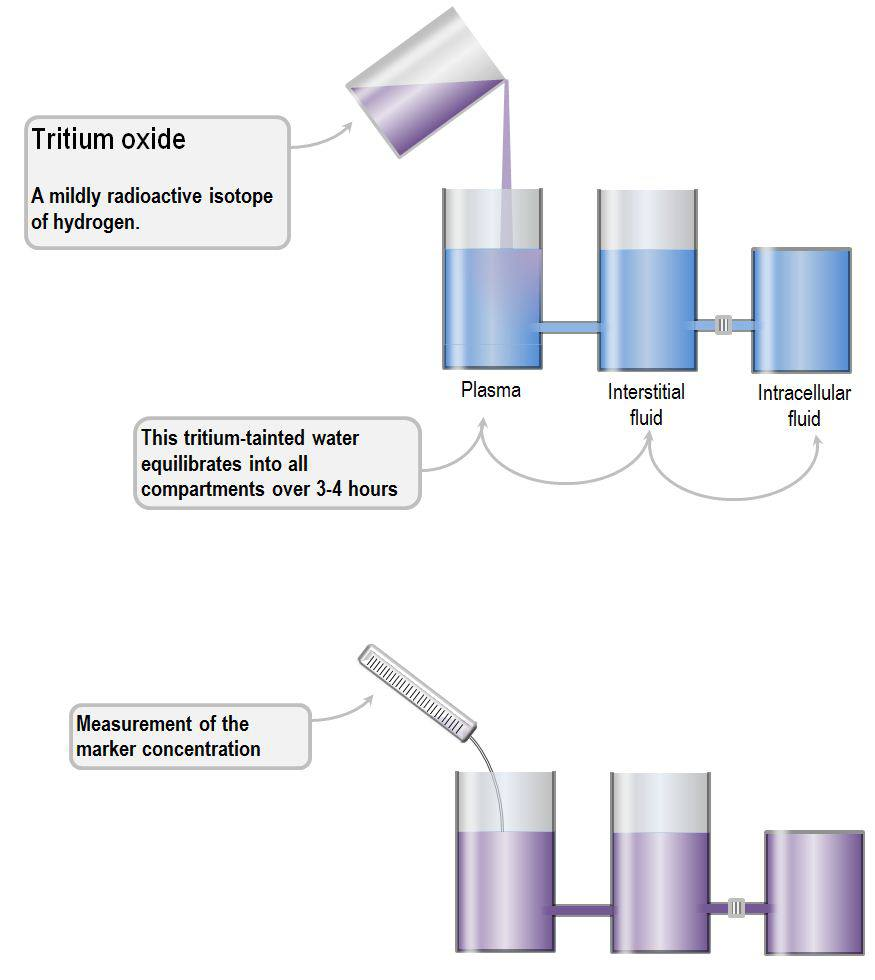 Tritium oxide
A mildly radioactive isotope
of hydrogen.
Plasma
Interstitial
fluid
Intracellular
fluid
This tritium-tainted water
equilibrates into all
compartments over 3-4 hours
Measurement of the
marker concentration